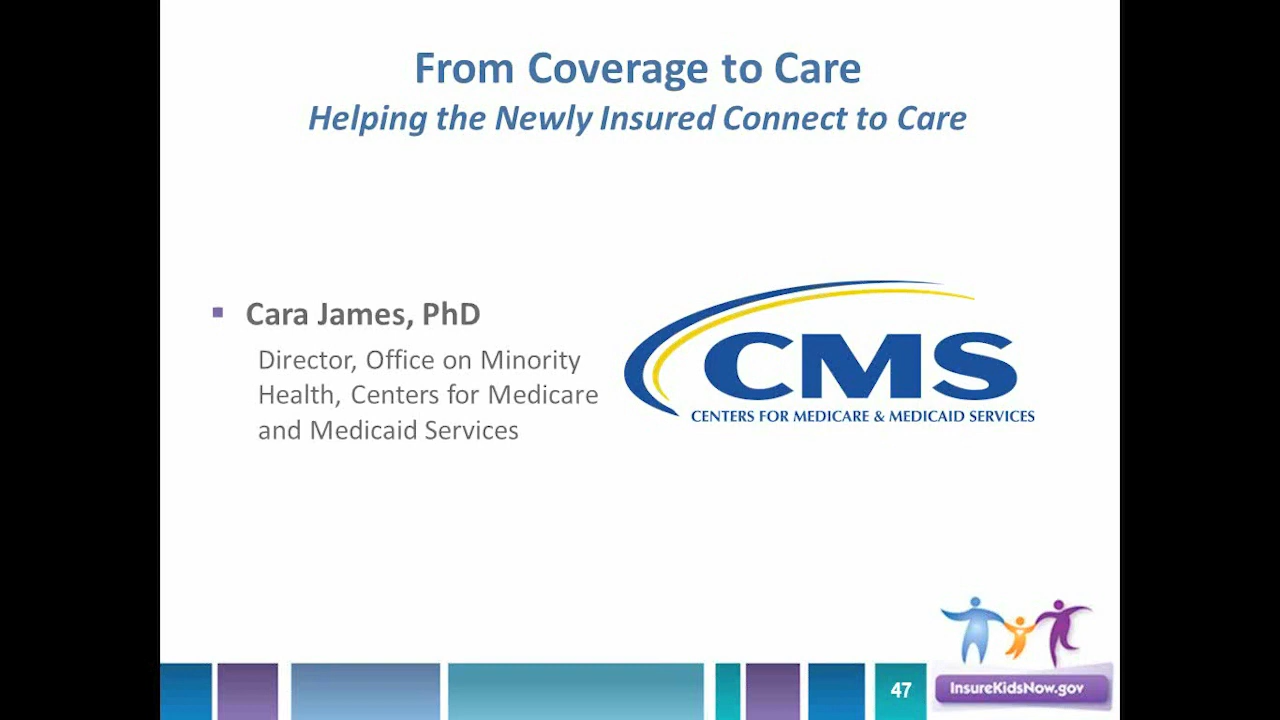 From Coverage to Care
Helping the Newly Insured Connect to Care
Cara James, PhD
Director, Office on Minority
Health, Centers for Medicare
and Medicaid Services
CMS
CENTERS FOR MEDICARE & MEDICAID SERVICES
47
InsureKidsNow.gov